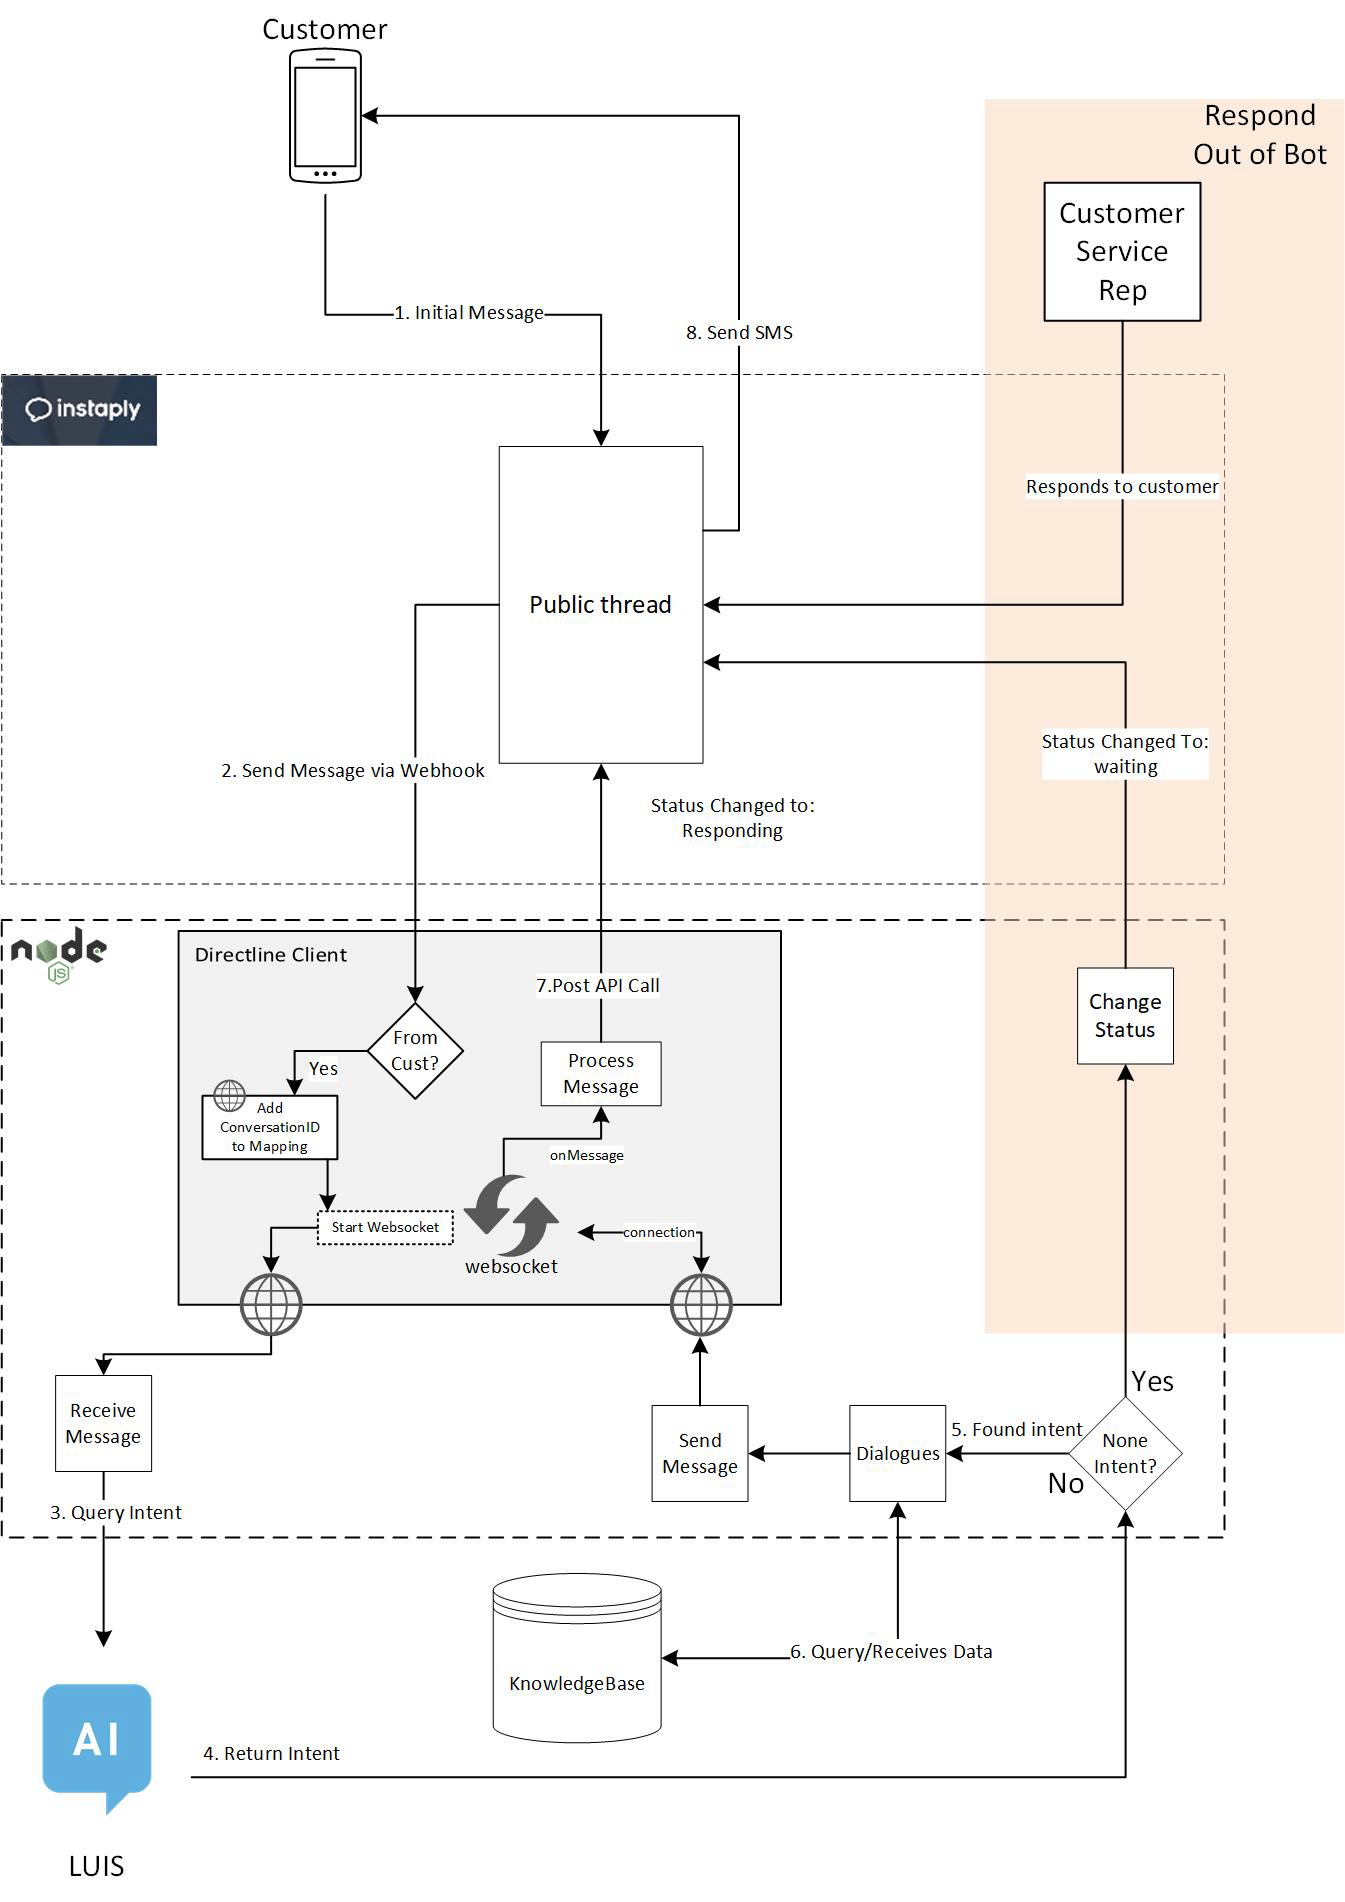 Customer
Respond
Out of Bot
Customer
Service
Rep
1. Initial Message
8. Send SMS
instaply
Responds to customer
Public thread
Status Changed To:
waiting
2. Send Message via Webhook
Status Changed to:
Responding
node
JS
Directline Client
7.Post API Call
Change
Status
From
Cust?
Yes
Process
Message
Add
ConversationID
to Mapping
onMessage
Start Websocket
connection
websocket
Yes
Receive
Message
Send
Message
Dialogues
5. Found intent
None
Intent?
No
3. Query Intent
6. Query/Receives Data
KnowledgeBase
AI
4. Return Intent
LUIS